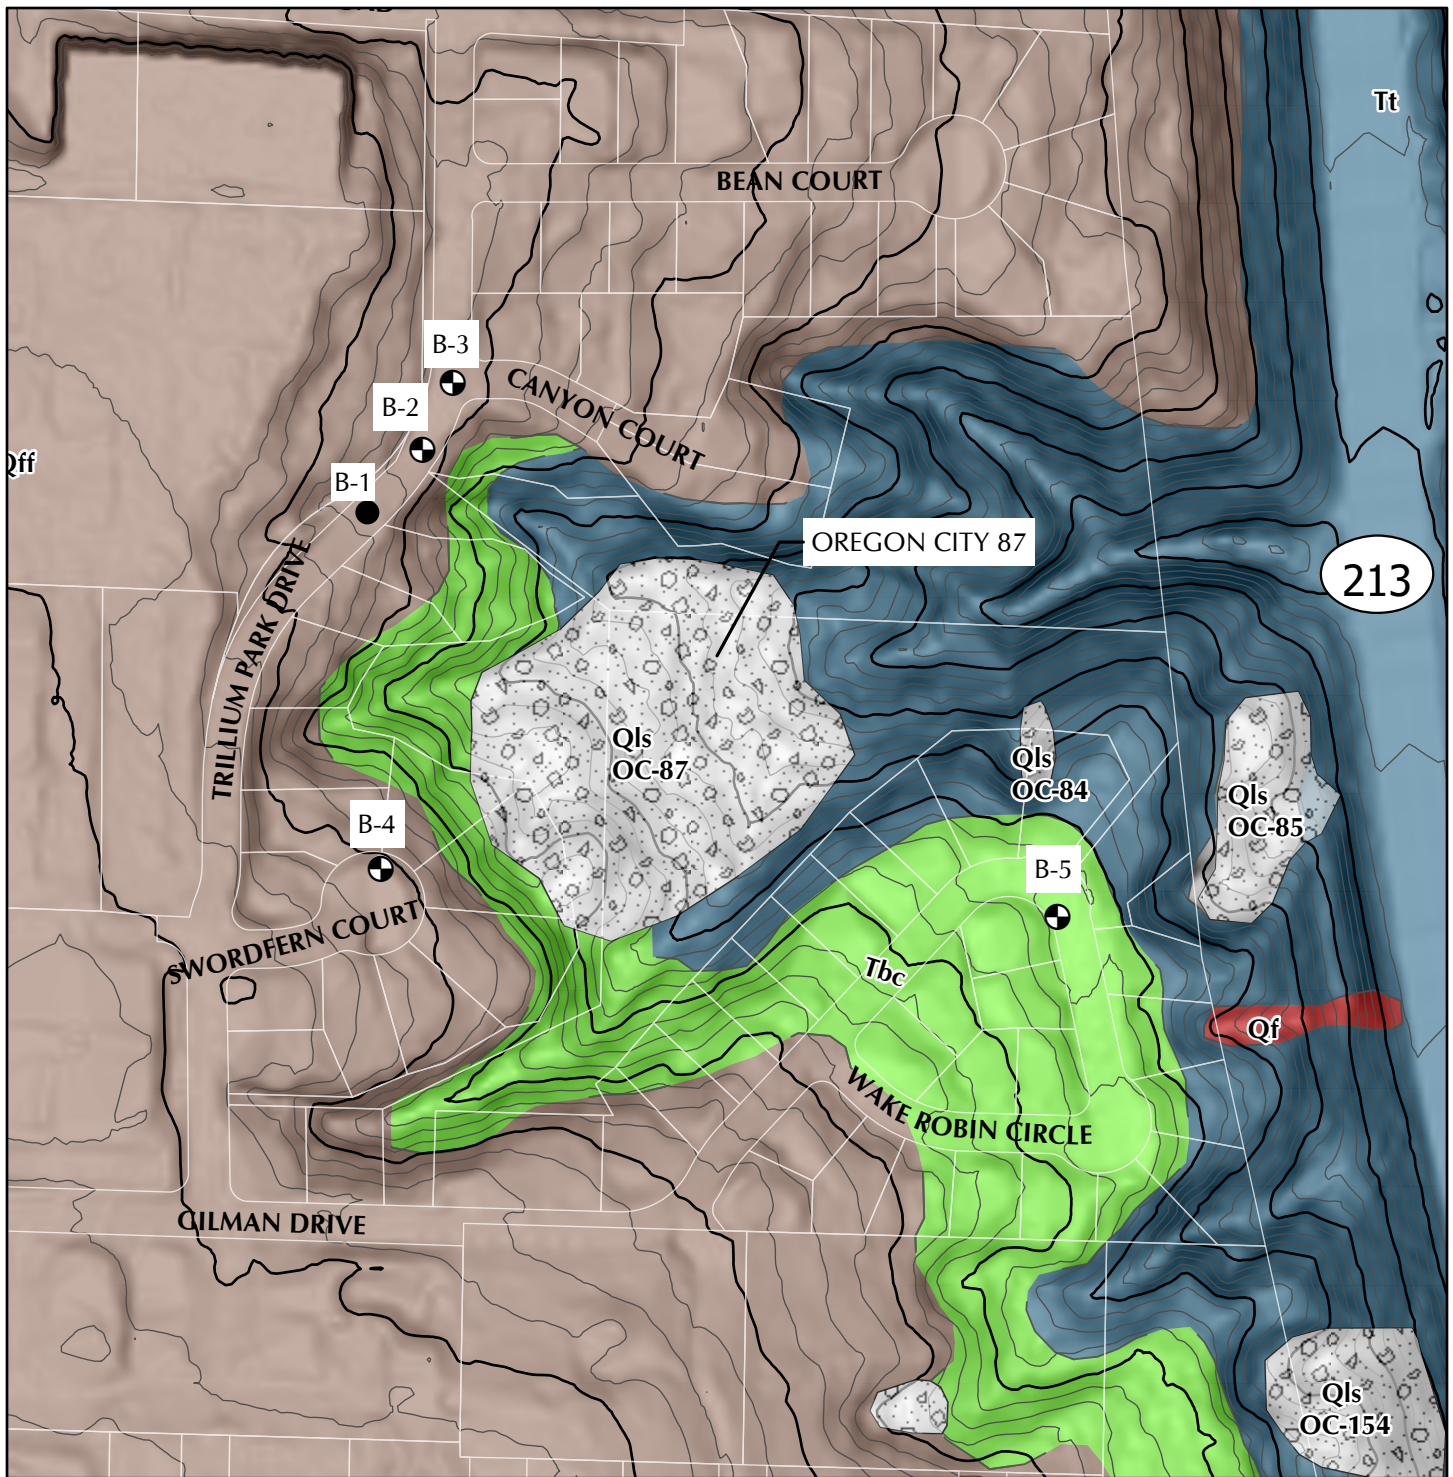 Tt
BEAN COURT
B-3
CANYON COURT
B-2
Qff
B-1
OREGON CITY 87
213
TRILLIUM PARK DRIVE
Qls
OC-87
Qls
OC-84
Qls
OC-85
B-4
B-5
SWORDFERN COURT
Tbc
Qf
WAKE ROBIN CIRCLE
GILMAN DRIVE
Qls
OC-154